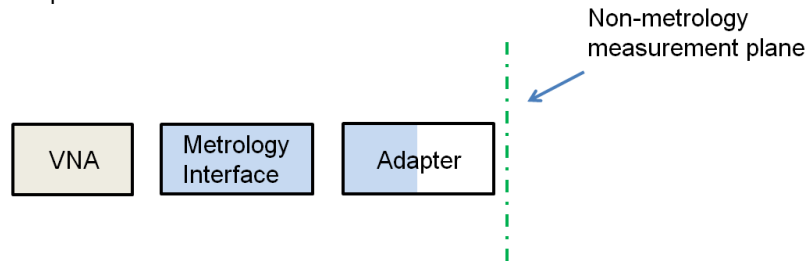 Non-metrology
measurement plane
VNA
Metrology
Interface
Adapter